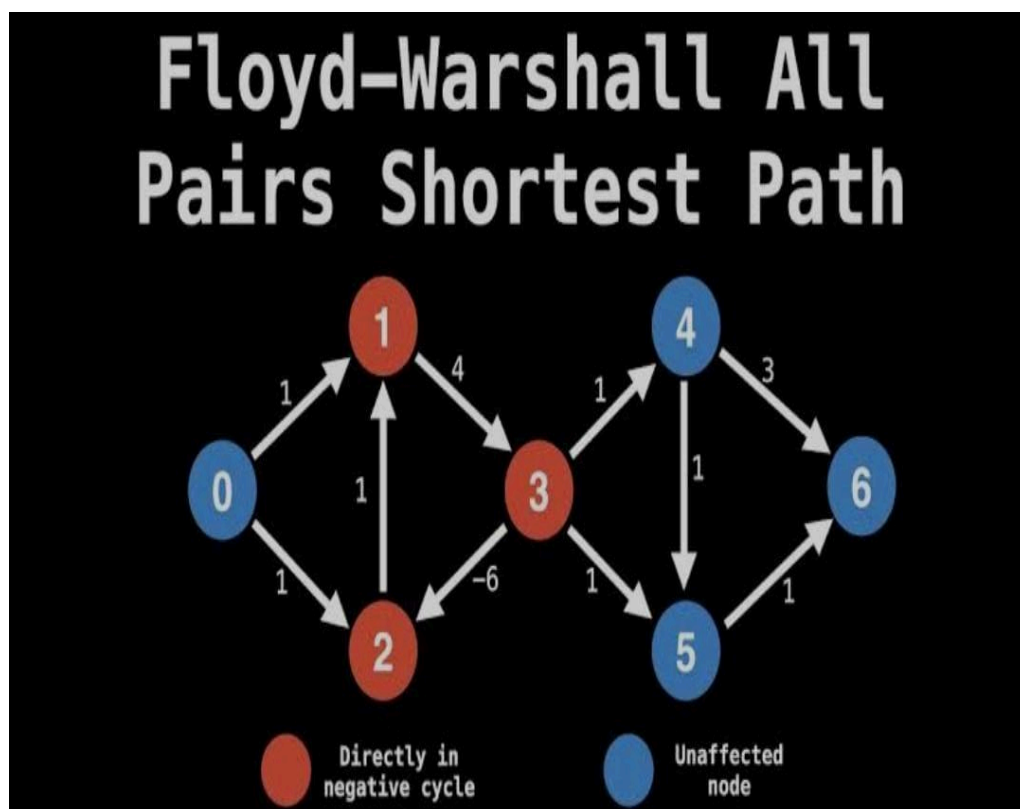 Floyd–Warshall All
Pairs Shortest Path
1
4
4
3
1
1
0
1
3
1
6
1
-6
1
1
2
5
Directly in
negative cycle
Unaffected
node